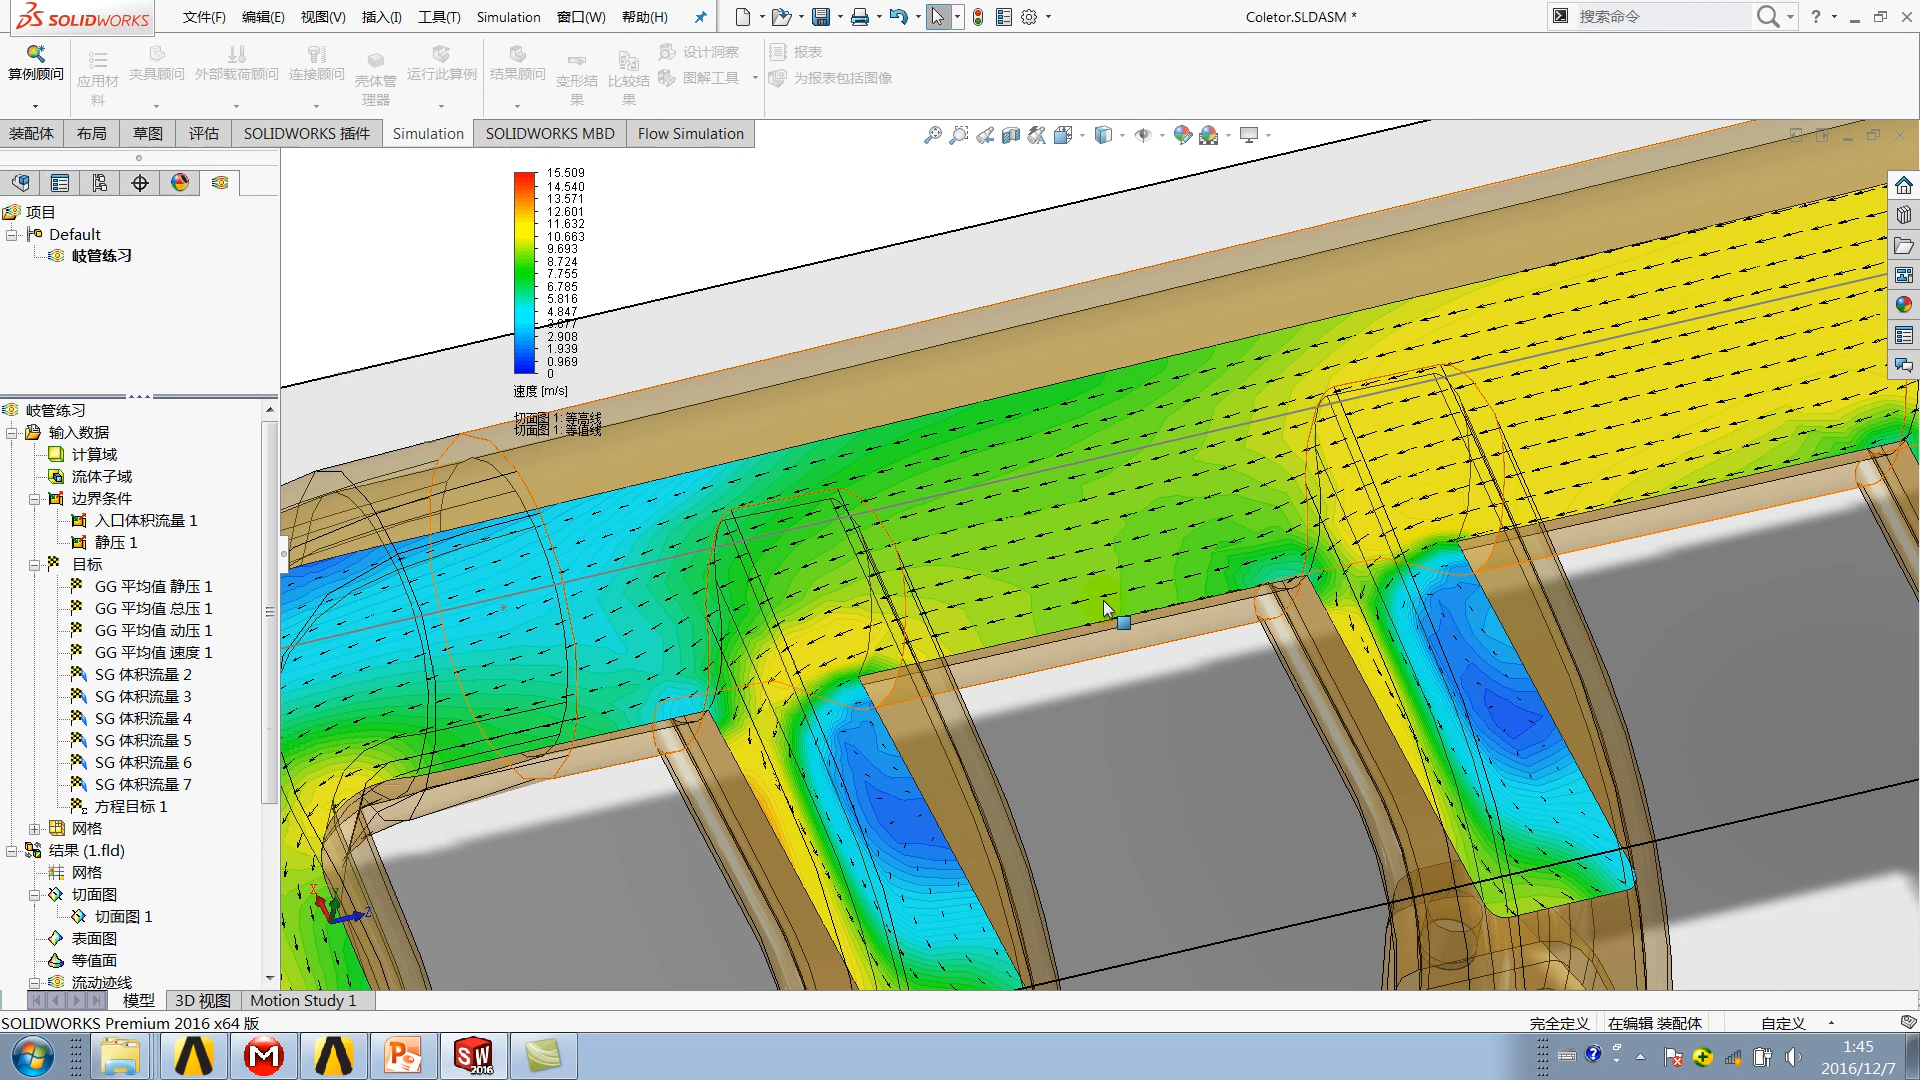 SOLIDWORKS
文件(F) 编辑(E) 视图(V) 插入(I) 工具(T) Simulation 窗口(W) 帮助(H)
Coletor.SLDASM *
搜索命令
算例顾问
应用材料
夹具顾问
外部载荷顾问
连接顾问
壳体管理器
运行此算例
结果顾问
变形结果
比较结果
设计洞察
图解工具
报表
为报表包括图像
装配体 布局 草图 评估 SOLIDWORKS 插件 Simulation SOLIDWORKS MBD Flow Simulation
项目
Default
岐管练习
岐管练习
输入数据
计算域
流体子域
边界条件
入口体积流量 1
静压 1
目标
GG 平均值 静压 1
GG 平均值 总压 1
GG 平均值 动压 1
GG 平均值 速度 1
SG 体积流量 2
SG 体积流量 3
SG 体积流量 4
SG 体积流量 5
SG 体积流量 6
SG 体积流量 7
方程目标 1
网格
结果 (1.fld)
网格
切面图
切面图 1
表面图
等值面
流动迹线
15.509
14.540
13.571
12.601
11.632
10.663
9.693
8.724
7.755
6.785
5.816
4.847
3.877
2.908
1.939
0.969
0
速度 [m/s]
切面图 1: 等高线
切面图 1: 等值线
X
Y
Z
模型 3D 视图 Motion Study 1
SOLIDWORKS Premium 2016 x64 版
完全定义 在编辑 装配体 自定义
SW
2016
1:45
2016/12/7